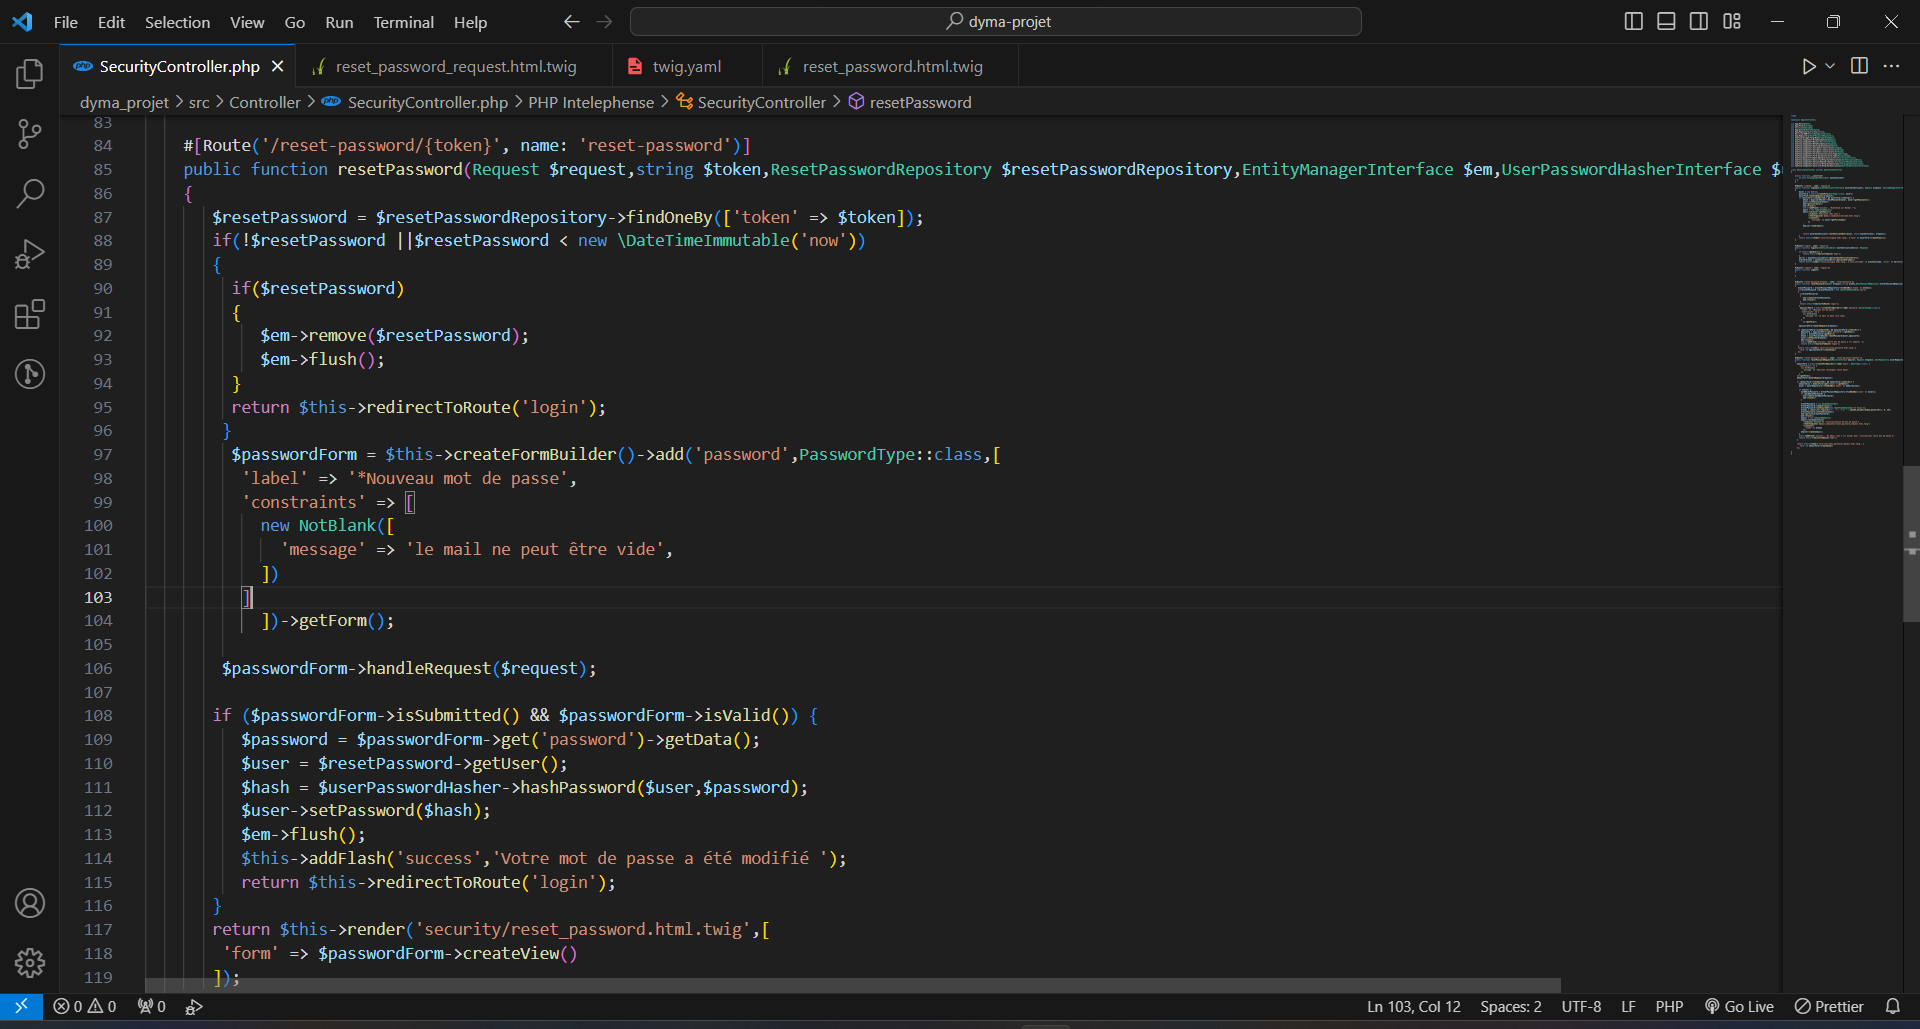 File Edit Selection View Go Run Terminal Help
dyma-projet
SecurityController.php
reset_password_request.html.twig
twig.yaml
reset_password.html.twig
dyma_projet > src > Controller > SecurityController.php > PHP Intelephense > SecurityController > resetPassword
83
84 #[Route('/reset-password/{token}', name: 'reset-password')]
85 public function resetPassword(Request $request,string $token,ResetPasswordRepository $resetPasswordRepository,EntityManagerInterface $em,UserPasswordHasherInterface $
86 {
87 $resetPassword = $resetPasswordRepository->findOneBy(['token' => $token]);
88 if(!$resetPassword ||$resetPassword < new \DateTimeImmutable('now'))
89 {
90 if($resetPassword)
91 {
92 $em->remove($resetPassword);
93 $em->flush();
94 }
95 return $this->redirectToRoute('login');
96 }
97 $passwordForm = $this->createFormBuilder()->add('password',PasswordType::class,[
98 'label' => '*Nouveau mot de passe',
99 'constraints' => [
100 new NotBlank([
101 'message' => 'le mail ne peut être vide',
102 ])
103 ]
104 ])->getForm();
105
106 $passwordForm->handleRequest($request);
107
108 if ($passwordForm->isSubmitted() && $passwordForm->isValid()) {
109 $password = $passwordForm->get('password')->getData();
110 $user = $resetPassword->getUser();
111 $hash = $userPasswordHasher->hashPassword($user,$password);
112 $user->setPassword($hash);
113 $em->flush();
114 $this->addFlash('success','Votre mot de passe a été modifié ');
115 return $this->redirectToRoute('login');
116 }
117 return $this->render('security/reset_password.html.twig',[
118 'form' => $passwordForm->createView()
119 ]);
0 0 0 Ln 103, Col 12 Spaces: 2 UTF-8 LF PHP Go Live Prettier